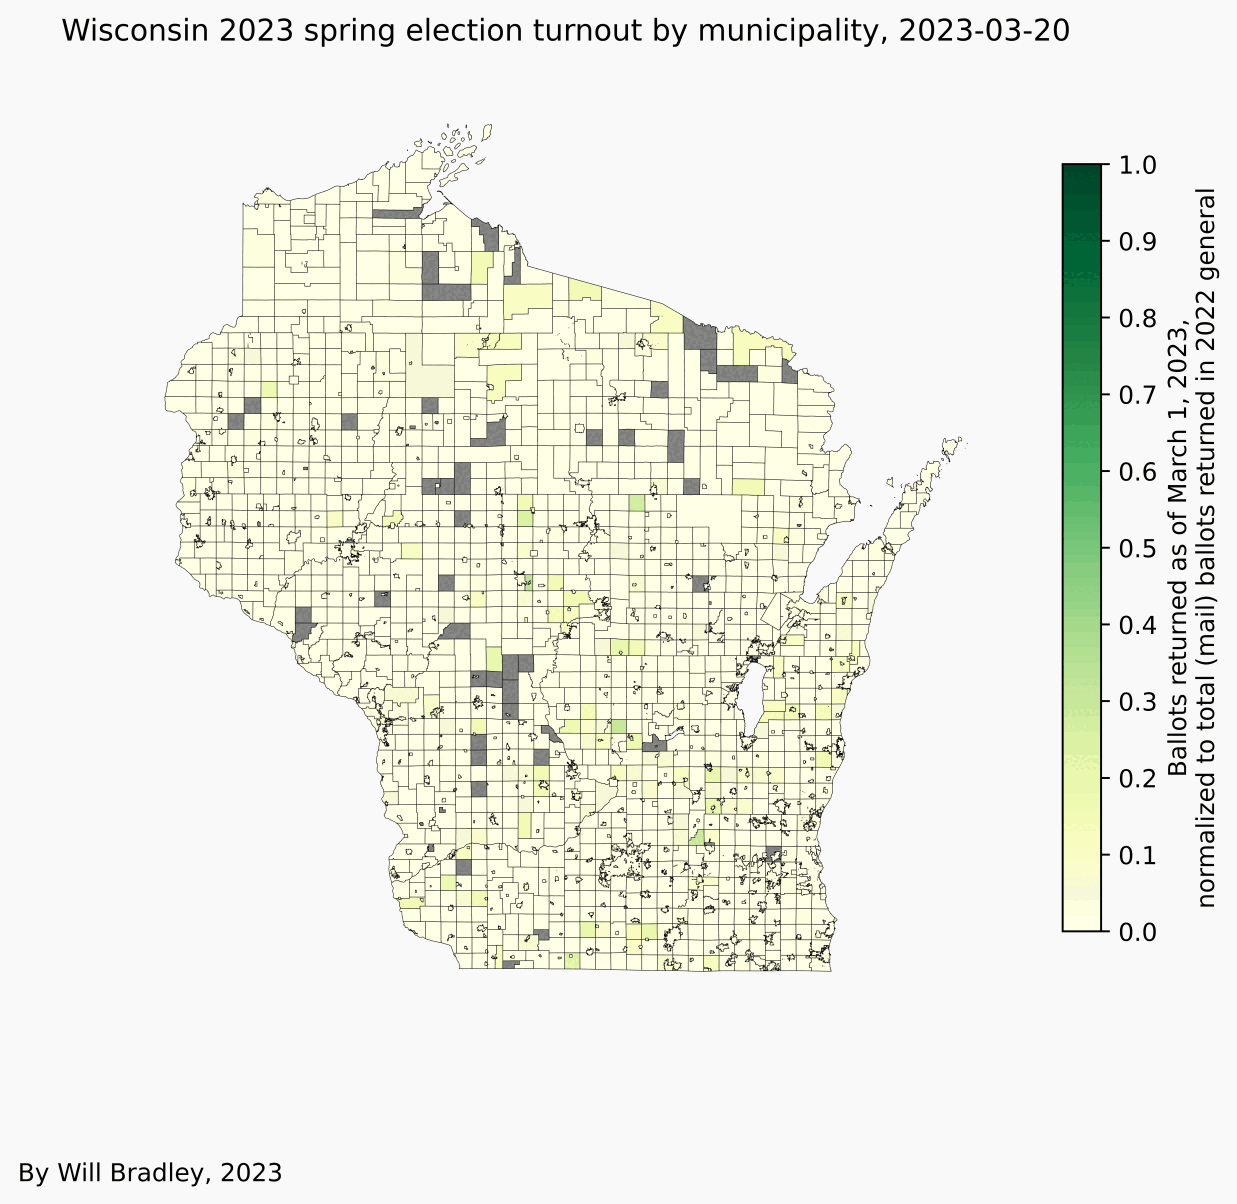 Wisconsin 2023 spring election turnout by municipality, 2023-03-20
1.0
0.9
0.8
0.7
0.6
0.5
0.4
0.3
0.2
0.1
0.0
Ballots returned as of March 1, 2023,
normalized to total (mail) ballots returned in 2022 general
By Will Bradley, 2023